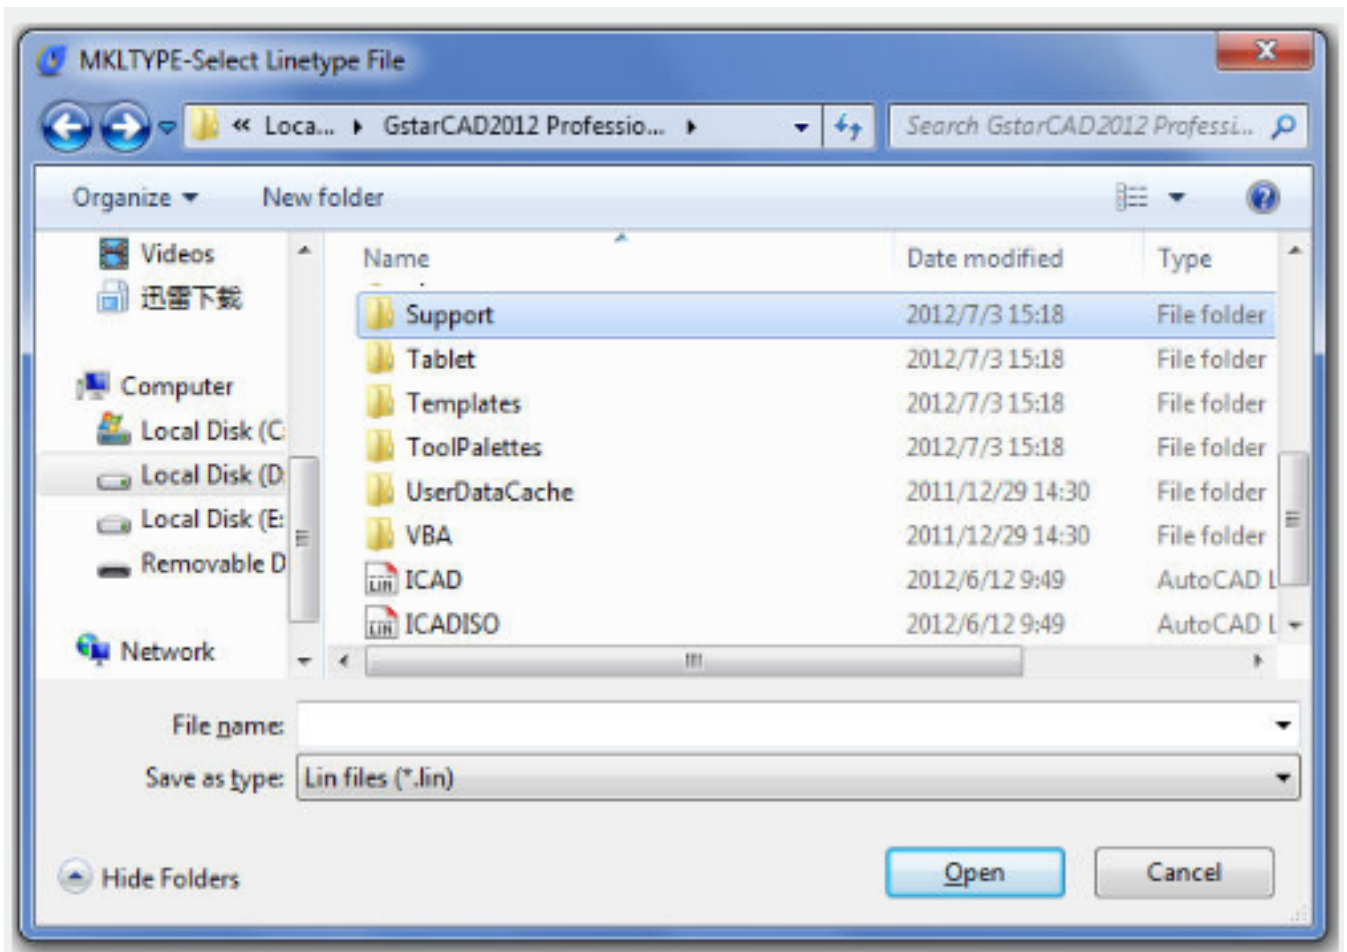 MKLTYPE-Select Linetype File
« Loca... GstarCAD2012 Professio... Search GstarCAD2012 Professi...
Organize New folder
Videos
迅雷下载
Computer
Local Disk (C:
Local Disk (D
Local Disk (E:
Removable D
Network
Name Date modified Type
Support 2012/7/3 15:18 File folder
Tablet 2012/7/3 15:18 File folder
Templates 2012/7/3 15:18 File folder
ToolPalettes 2012/7/3 15:18 File folder
UserDataCache 2011/12/29 14:30 File folder
VBA 2011/12/29 14:30 File folder
LIN ICAD 2012/6/12 9:49 AutoCAD L
LIN ICADISO 2012/6/12 9:49 AutoCAD L
File name:
Save as type: Lin files (*.lin)
Hide Folders Open Cancel